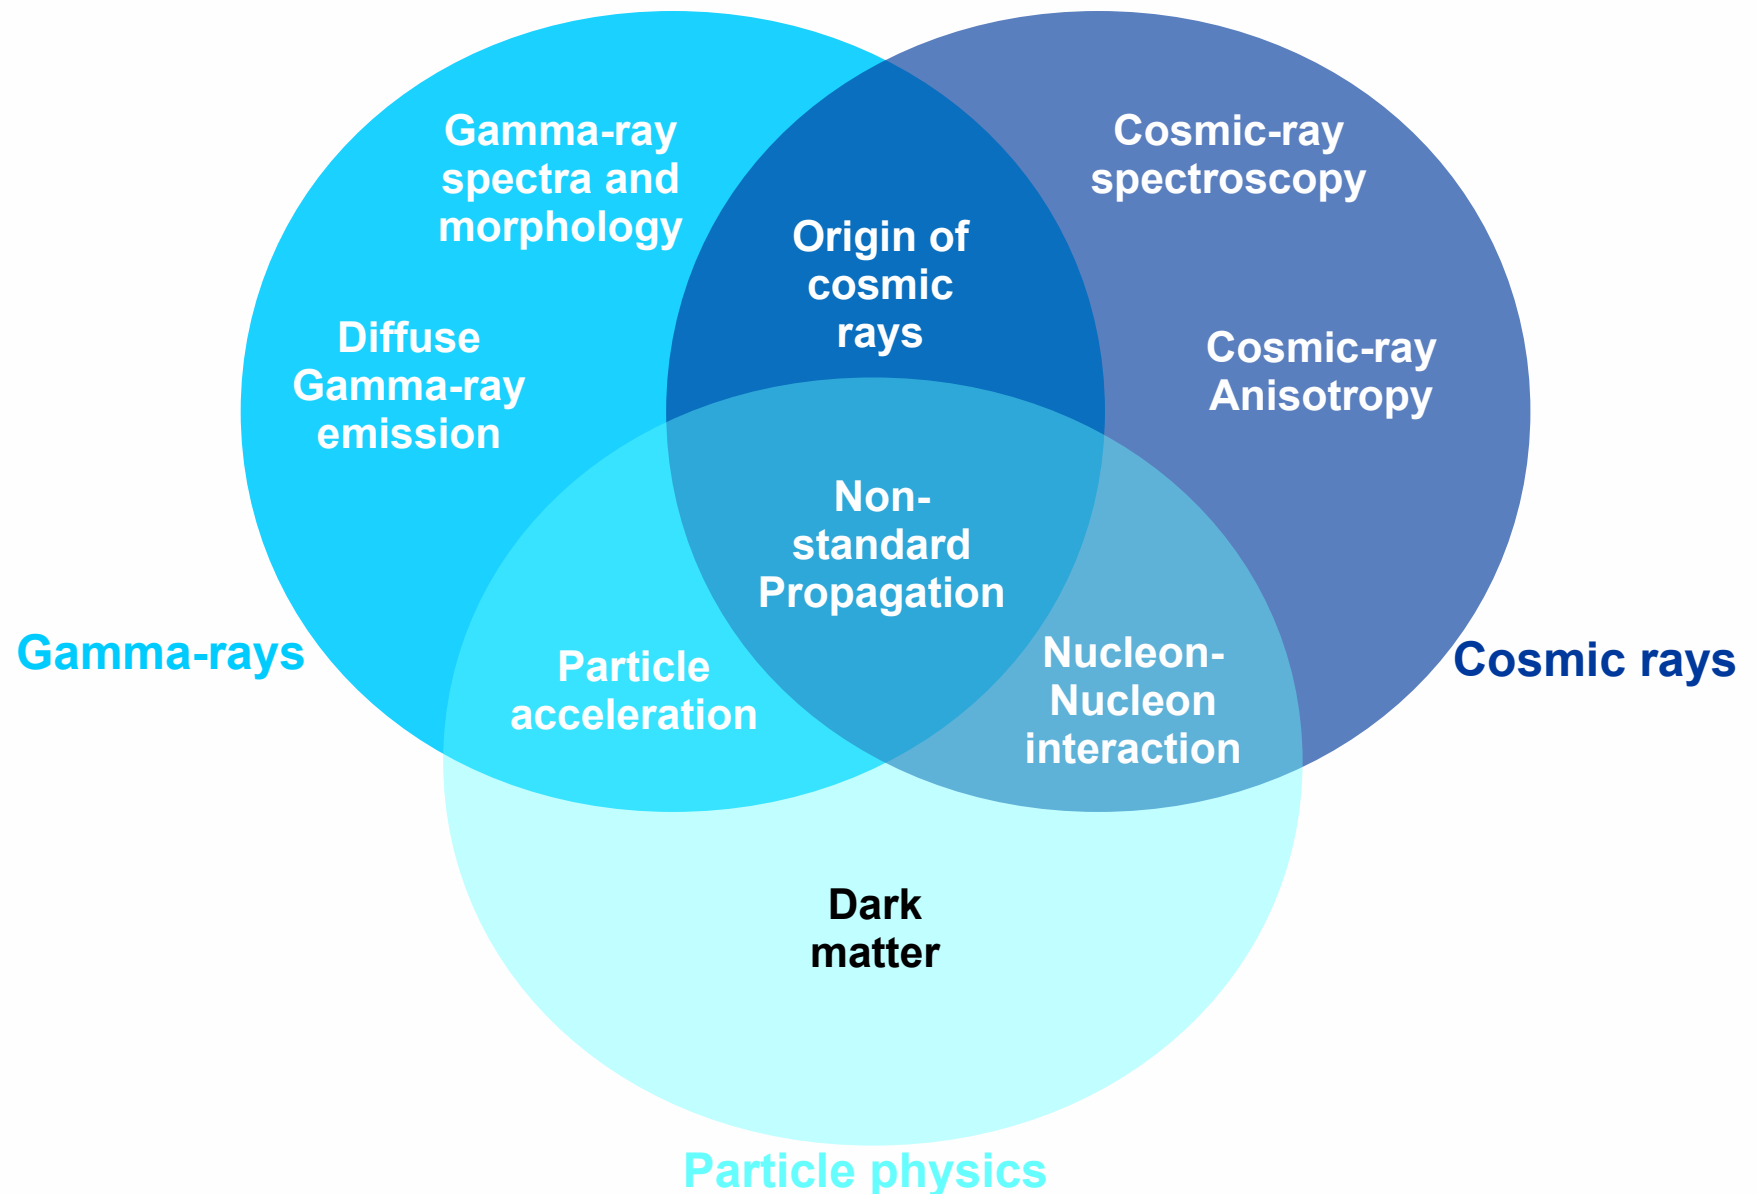 Gamma-ray
spectra and
morphology
Cosmic-ray
spectroscopy
Origin of
cosmic
rays
Diffuse
Gamma-ray
emission
Cosmic-ray
Anisotropy
Non-
standard
Propagation
Gamma-rays
Particle
acceleration
Nucleon-
Nucleon
interaction
Cosmic rays
Dark
matter
Particle physics